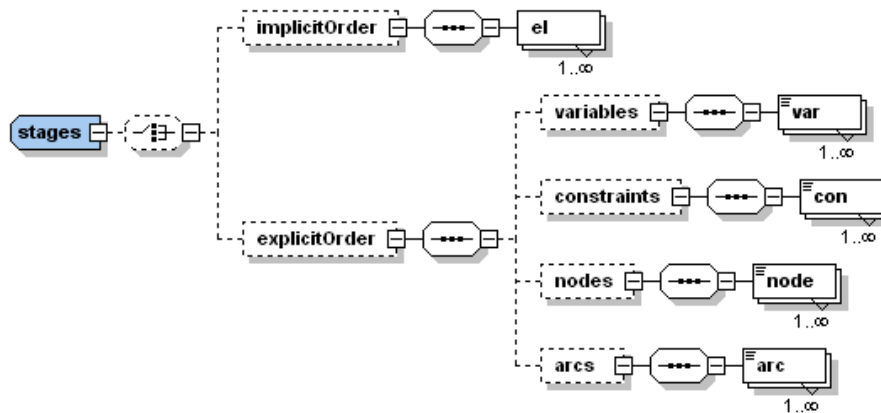 implicitOrder
el
1..∞
stages
variables
var
1..∞
constraints
con
1..∞
explicitOrder
nodes
node
1..∞
arcs
arc
1..∞